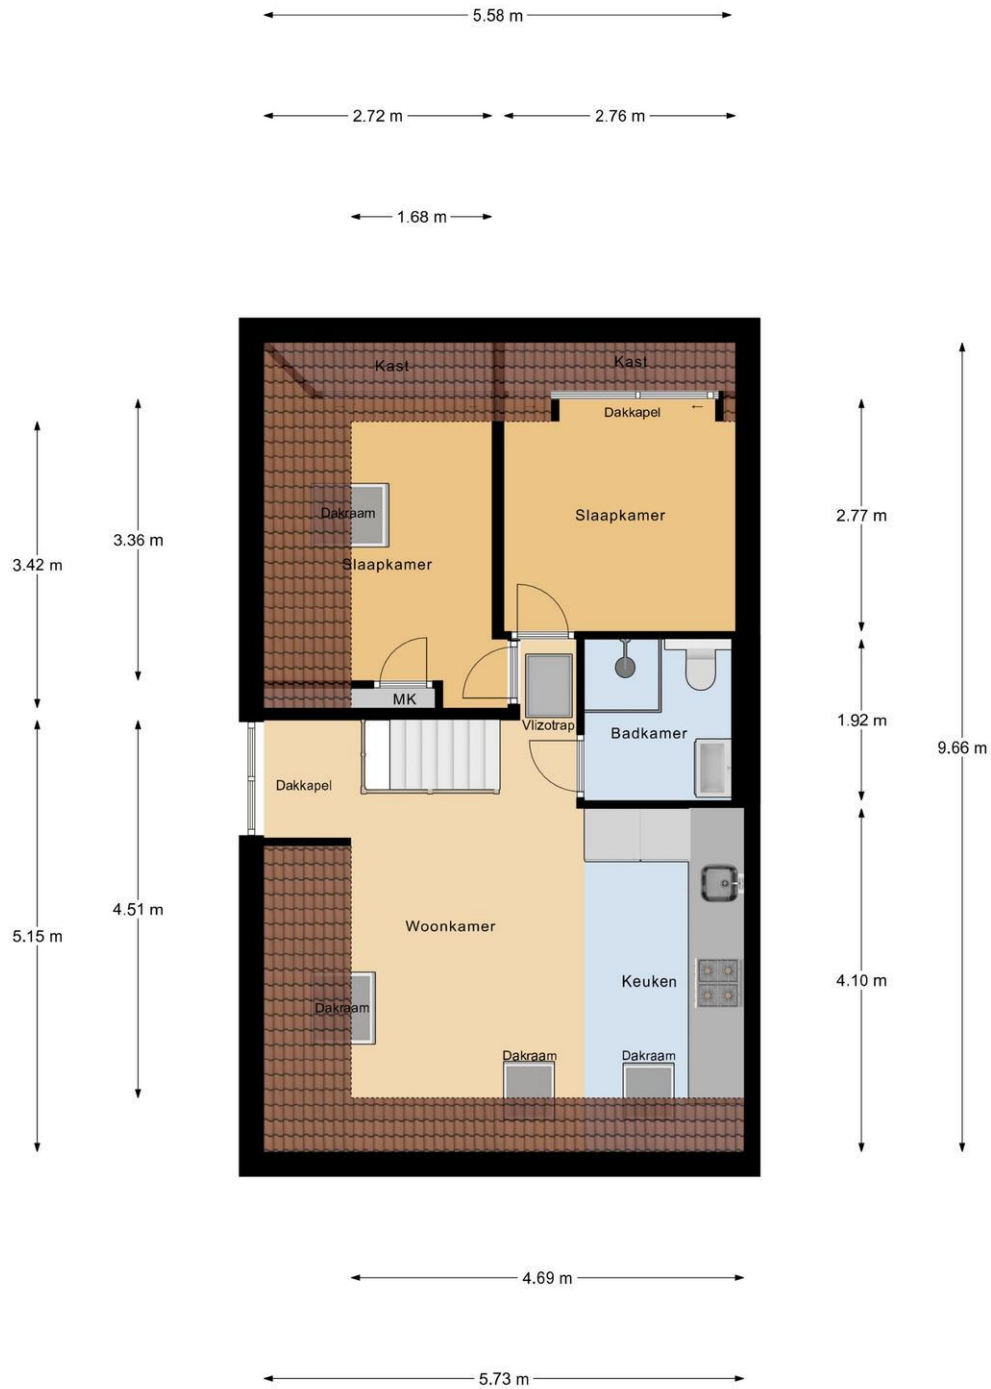 5.58 m
2.72 m
2.76 m
1.68 m
Kast
Kast
Dakkapel
Dakraam
Slaapkamer
2.77 m
3.36 m
3.42 m
Slaapkamer
MK
Vlizotrap
Badkamer
1.92 m
9.66 m
Dakkapel
4.51 m
5.15 m
Woonkamer
Keuken
4.10 m
Dakraam
Dakraam
Dakraam
4.69 m
5.73 m